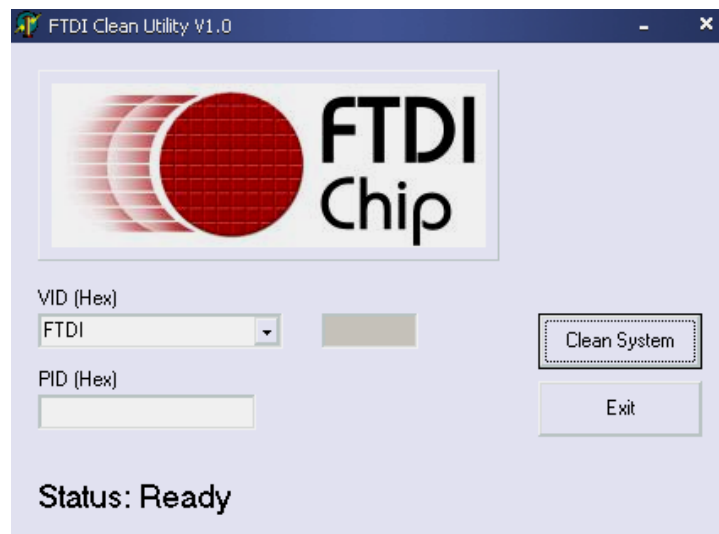 FTDI Clean Utility V1.0
FTDI
Chip
VID (Hex)
FTDI
Clean System
PID (Hex)
Exit
Status: Ready